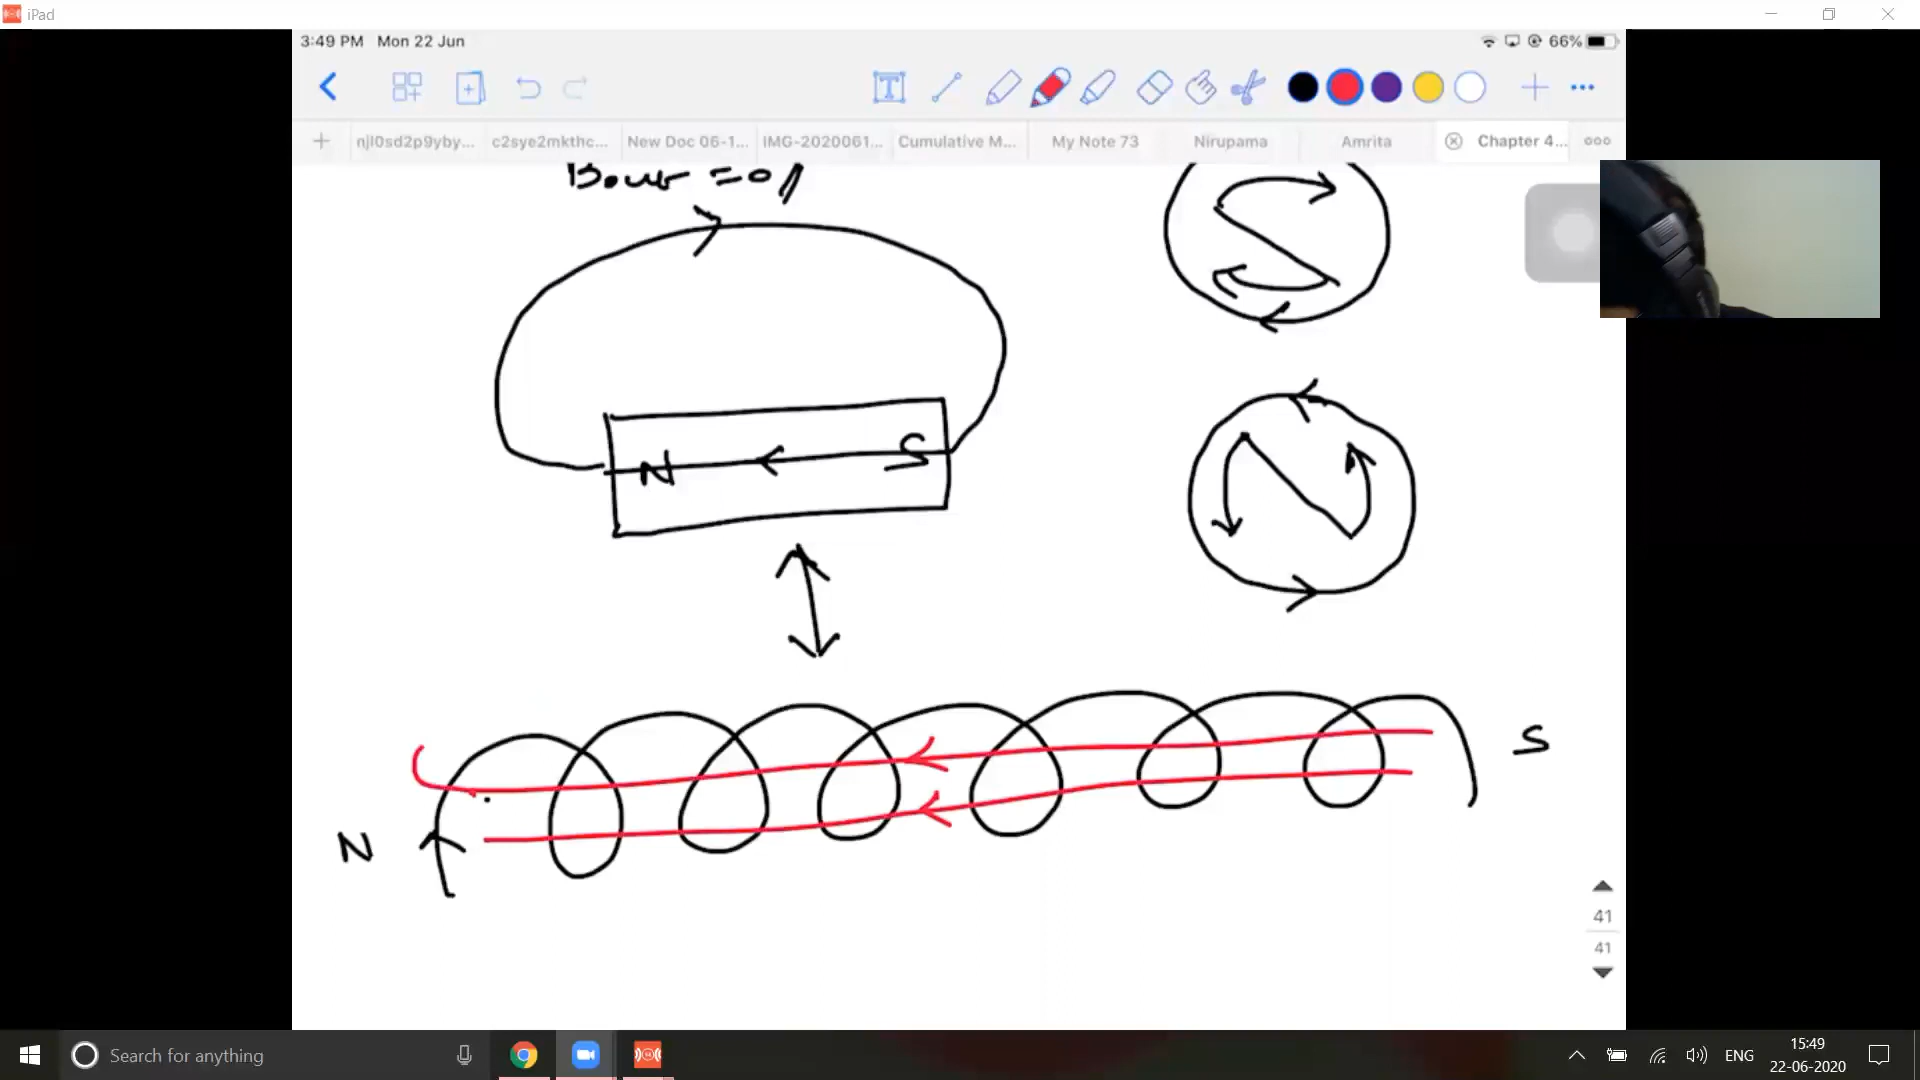 iPad
3:49 PM Mon 22 Jun
66%
T
njl0sd2p9yby...
c2sye2mkthc...
New Doc 06-1...
IMG-2020061...
Cumulative M...
My Note 73
Nirupama
Amrita
Chapter 4...
=0
N
S
S
N
41
41
Search for anything
ENG
15:49
22-06-2020